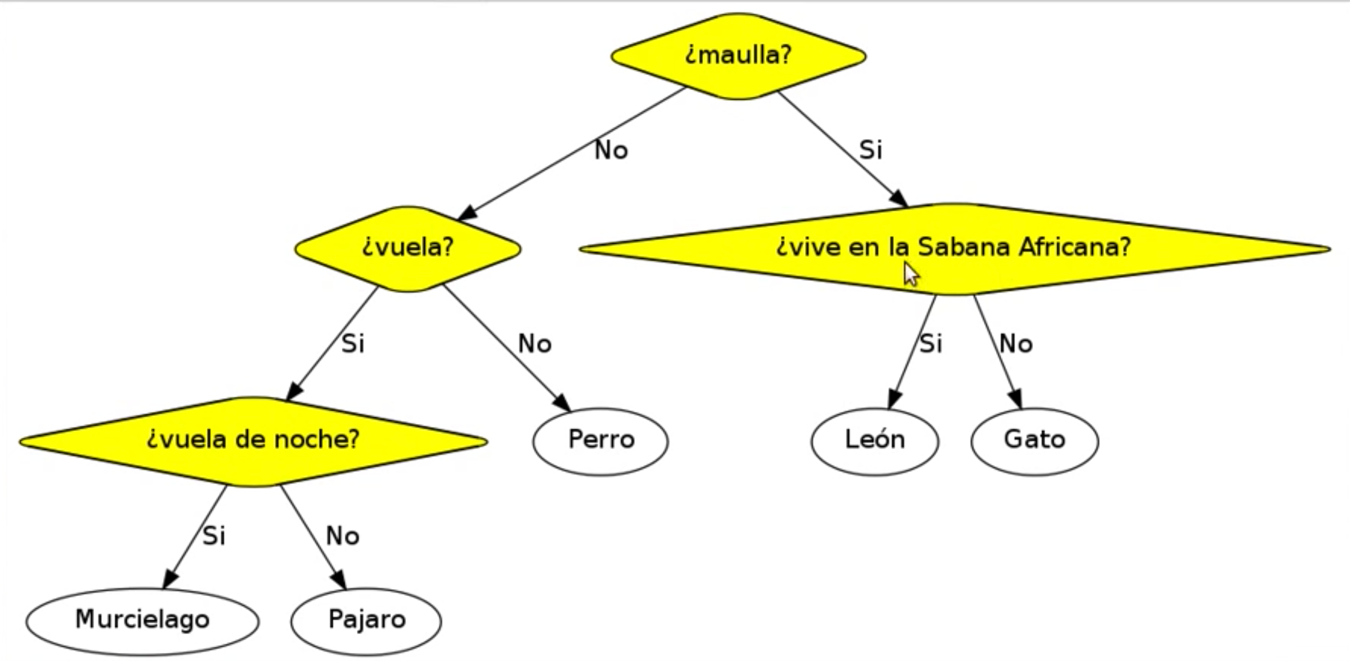 ¿maulla?
No
Si
¿vuela?
¿vive en la Sabana Africana?
Si
No
Si
No
¿vuela de noche?
Perro
León
Gato
Si
No
Murcielago
Pajaro